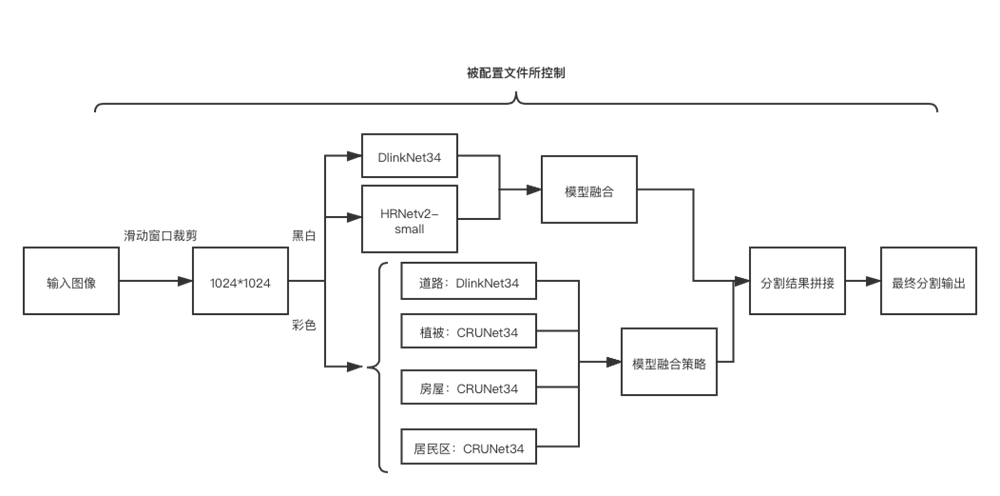 被配置文件所控制
DlinkNet34
HRNetv2-
small
模型融合
滑动窗口裁剪
黑白
输入图像
1024*1024
彩色
道路：DlinkNet34
植被：CRUNet34
房屋：CRUNet34
居民区：CRUNet34
模型融合策略
分割结果拼接
最终分割输出